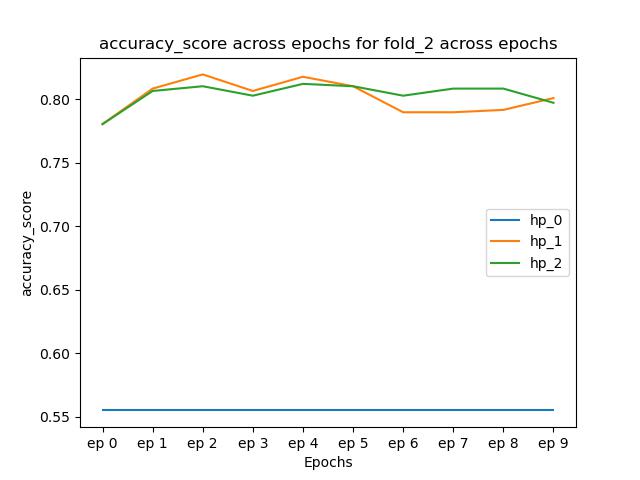 accuracy_score across epochs for fold_2 across epochs
accuracy_score
0.80
0.75
0.70
0.65
0.60
0.55
hp_0
hp_1
hp_2
ep 0 ep 1 ep 2 ep 3 ep 4 ep 5 ep 6 ep 7 ep 8 ep 9
Epochs